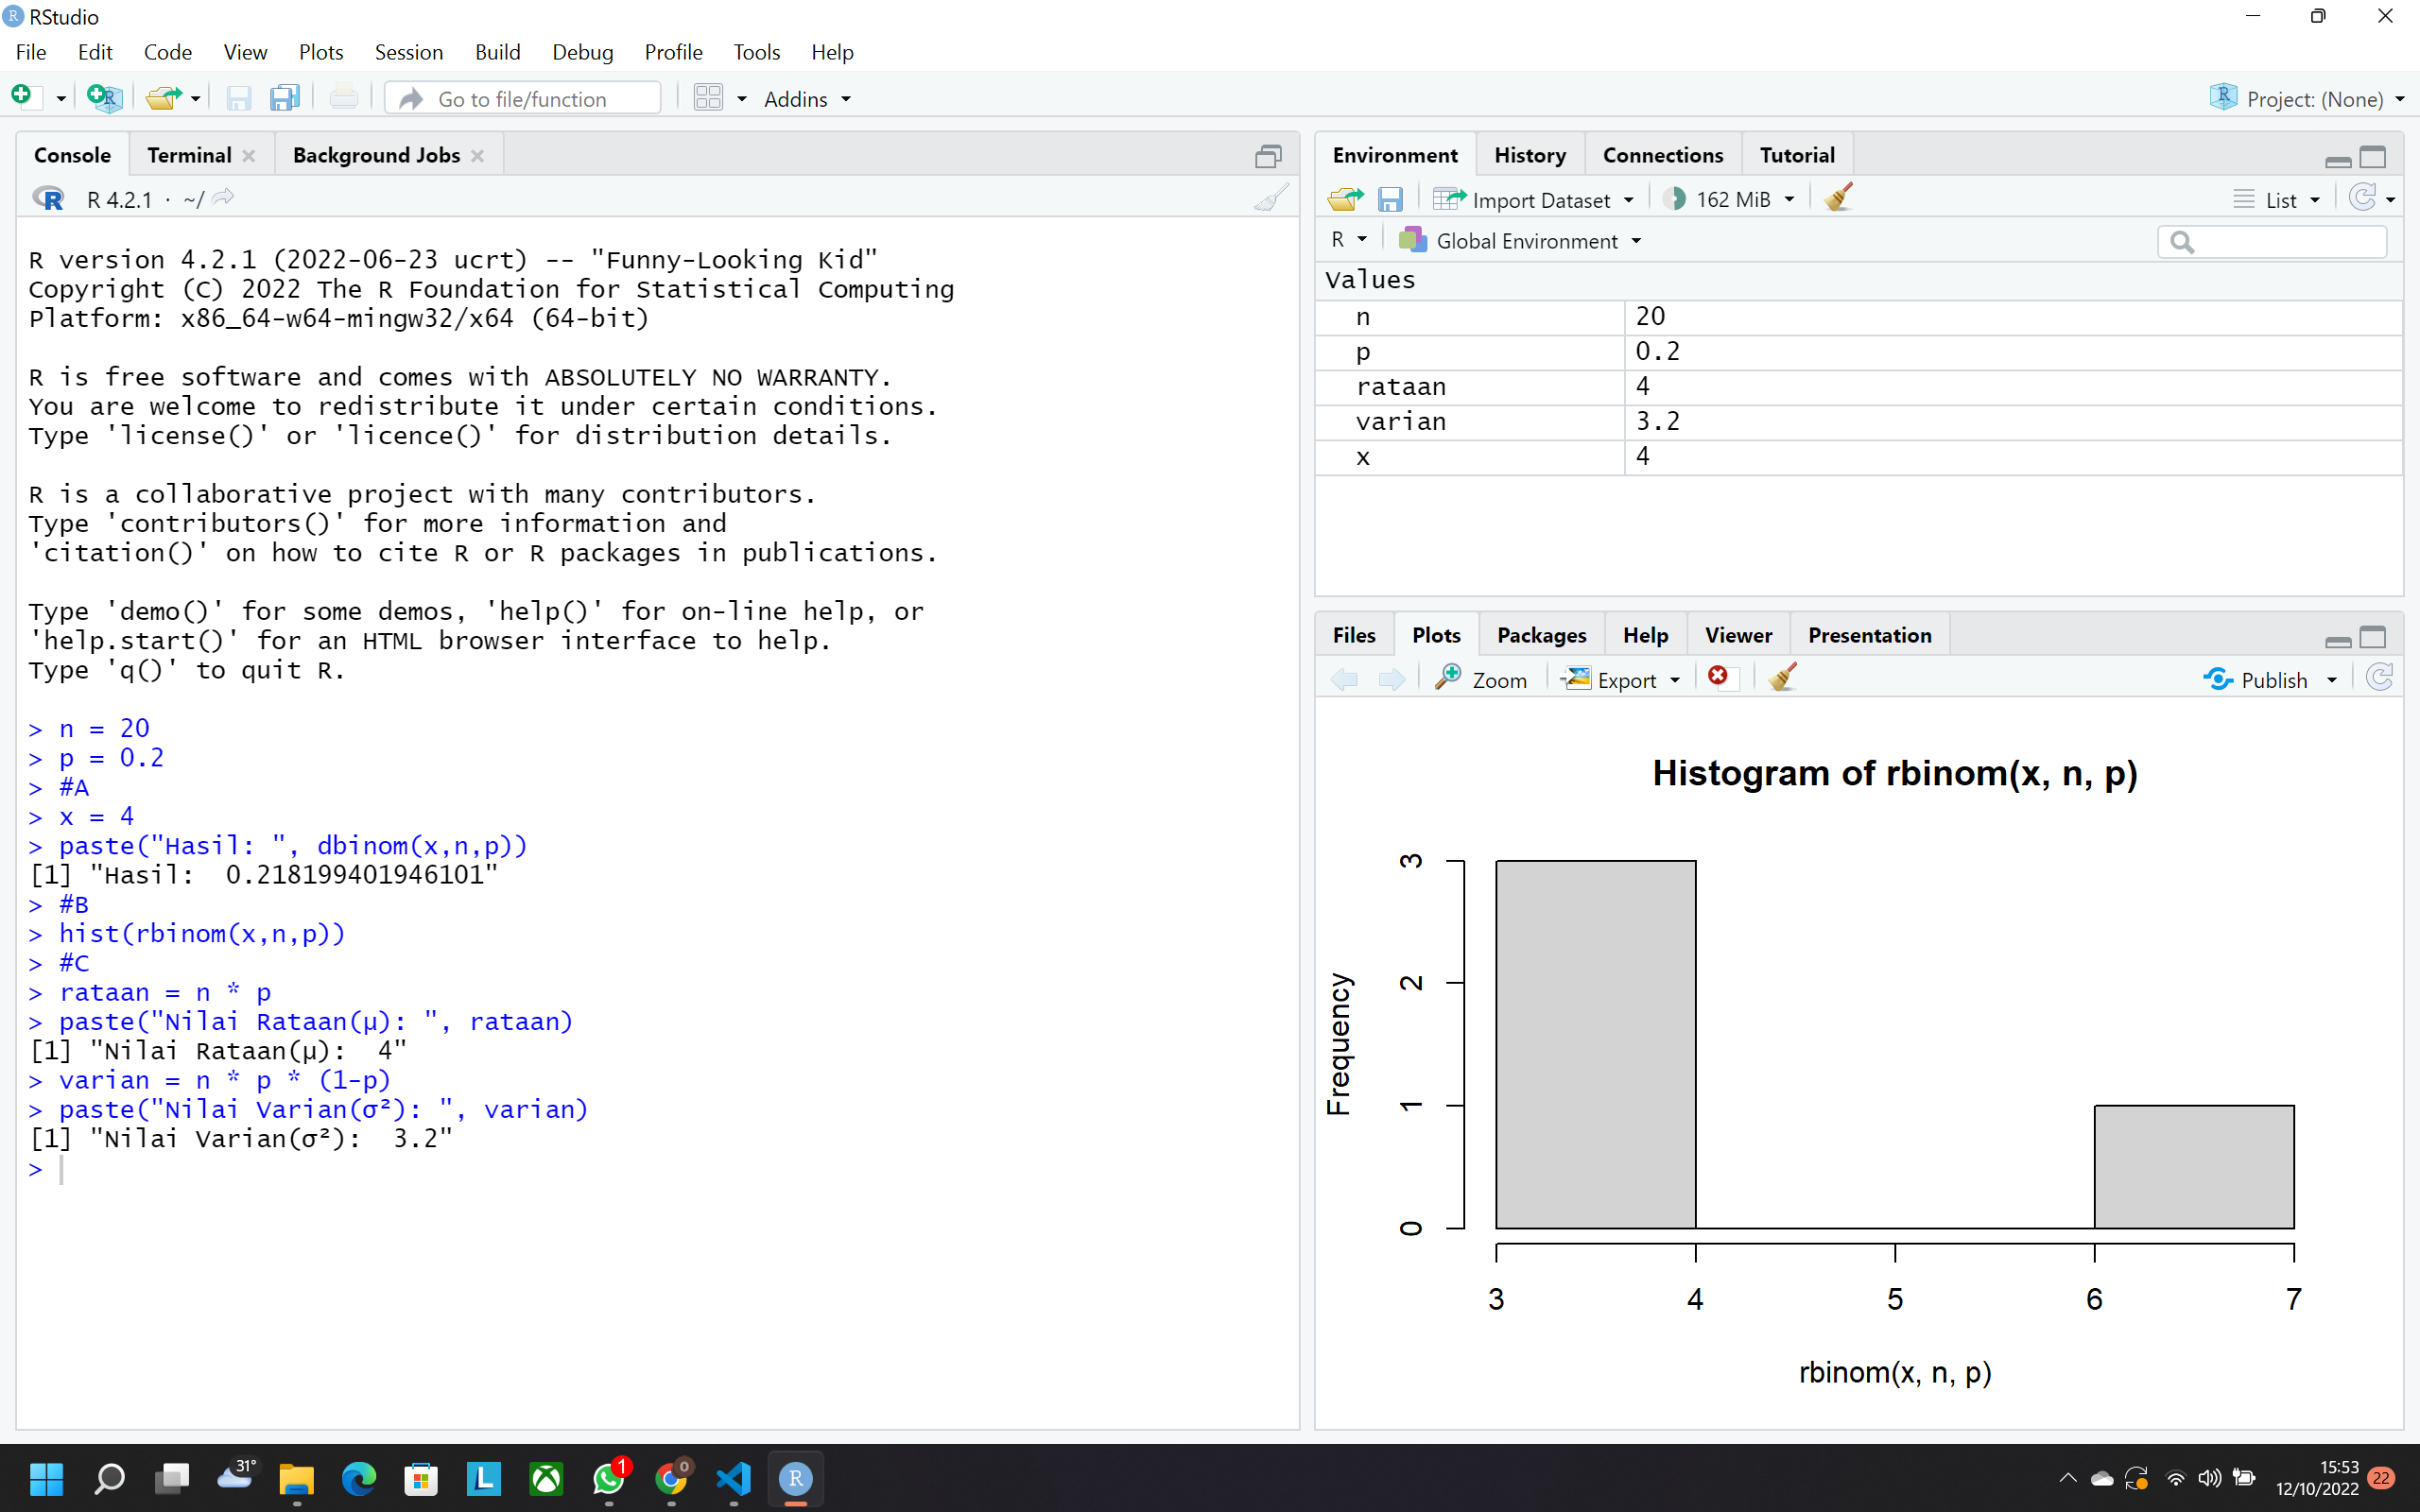 RStudio
File Edit Code View Plots Session Build Debug Profile Tools Help
Go to file/function Addins Project: (None)
Console Terminal Background Jobs
R 4.2.1 · ~/
R version 4.2.1 (2022-06-23 ucrt) -- "Funny-Looking Kid"
Copyright (C) 2022 The R Foundation for Statistical Computing
Platform: x86_64-w64-mingw32/x64 (64-bit)
R is free software and comes with ABSOLUTELY NO WARRANTY.
You are welcome to redistribute it under certain conditions.
Type 'license()' or 'licence()' for distribution details.
R is a collaborative project with many contributors.
Type 'contributors()' for more information and
'citation()' on how to cite R or R packages in publications.
Type 'demo()' for some demos, 'help()' for on-line help, or
'help.start()' for an HTML browser interface to help.
Type 'q()' to quit R.
> n = 20
> p = 0.2
> #A
> x = 4
> paste("Hasil: ", dbinom(x,n,p))
[1] "Hasil:  0.218199401946101"
> #B
> hist(rbinom(x,n,p))
> #C
> rataan = n * p
> paste("Nilai Rataan(µ): ", rataan)
[1] "Nilai Rataan(µ):  4"
> varian = n * p * (1-p)
> paste("Nilai Varian(σ²): ", varian)
[1] "Nilai Varian(σ²):  3.2"
>
Environment History Connections Tutorial
Import Dataset 162 MiB List
R Global Environment
Values
n 20
p 0.2
rataan 4
varian 3.2
x 4
Files Plots Packages Help Viewer Presentation
Zoom Export Publish
Histogram of rbinom(x, n, p)
Frequency
3
2
1
0
3 4 5 6 7
rbinom(x, n, p)
31° L 1 0 R
15:53
12/10/2022
22